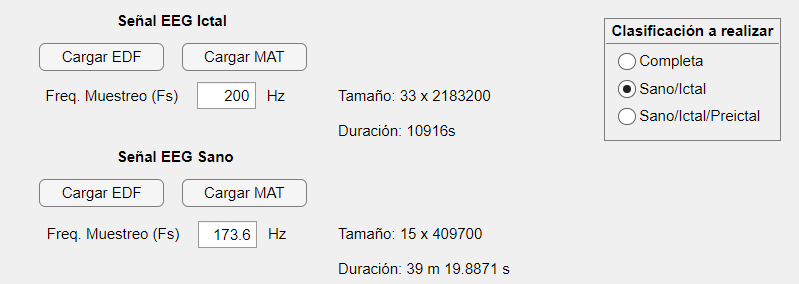 Señal EEG Ictal
Cargar EDF Cargar MAT
Freq. Muestreo (Fs) 200 Hz Tamaño: 33 x 2183200
Duración: 10916s
Señal EEG Sano
Cargar EDF Cargar MAT
Freq. Muestreo (Fs) 173.6 Hz Tamaño: 15 x 409700
Duración: 39 m 19.8871 s
Clasificación a realizar
Completa
Sano/Ictal
Sano/Ictal/Preictal